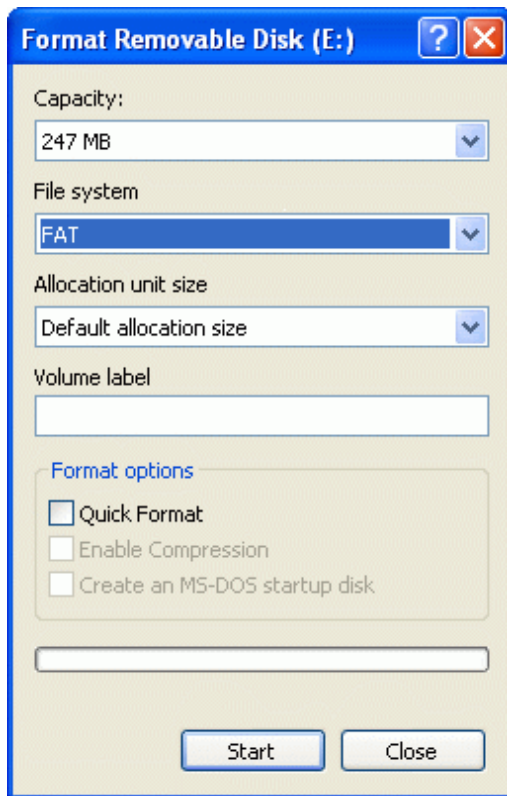 Format Removable Disk (E:)
Capacity:
247 MB
File system
FAT
Allocation unit size
Default allocation size
Volume label
Format options
Quick Format
Enable Compression
Create an MS-DOS startup disk
Start
Close